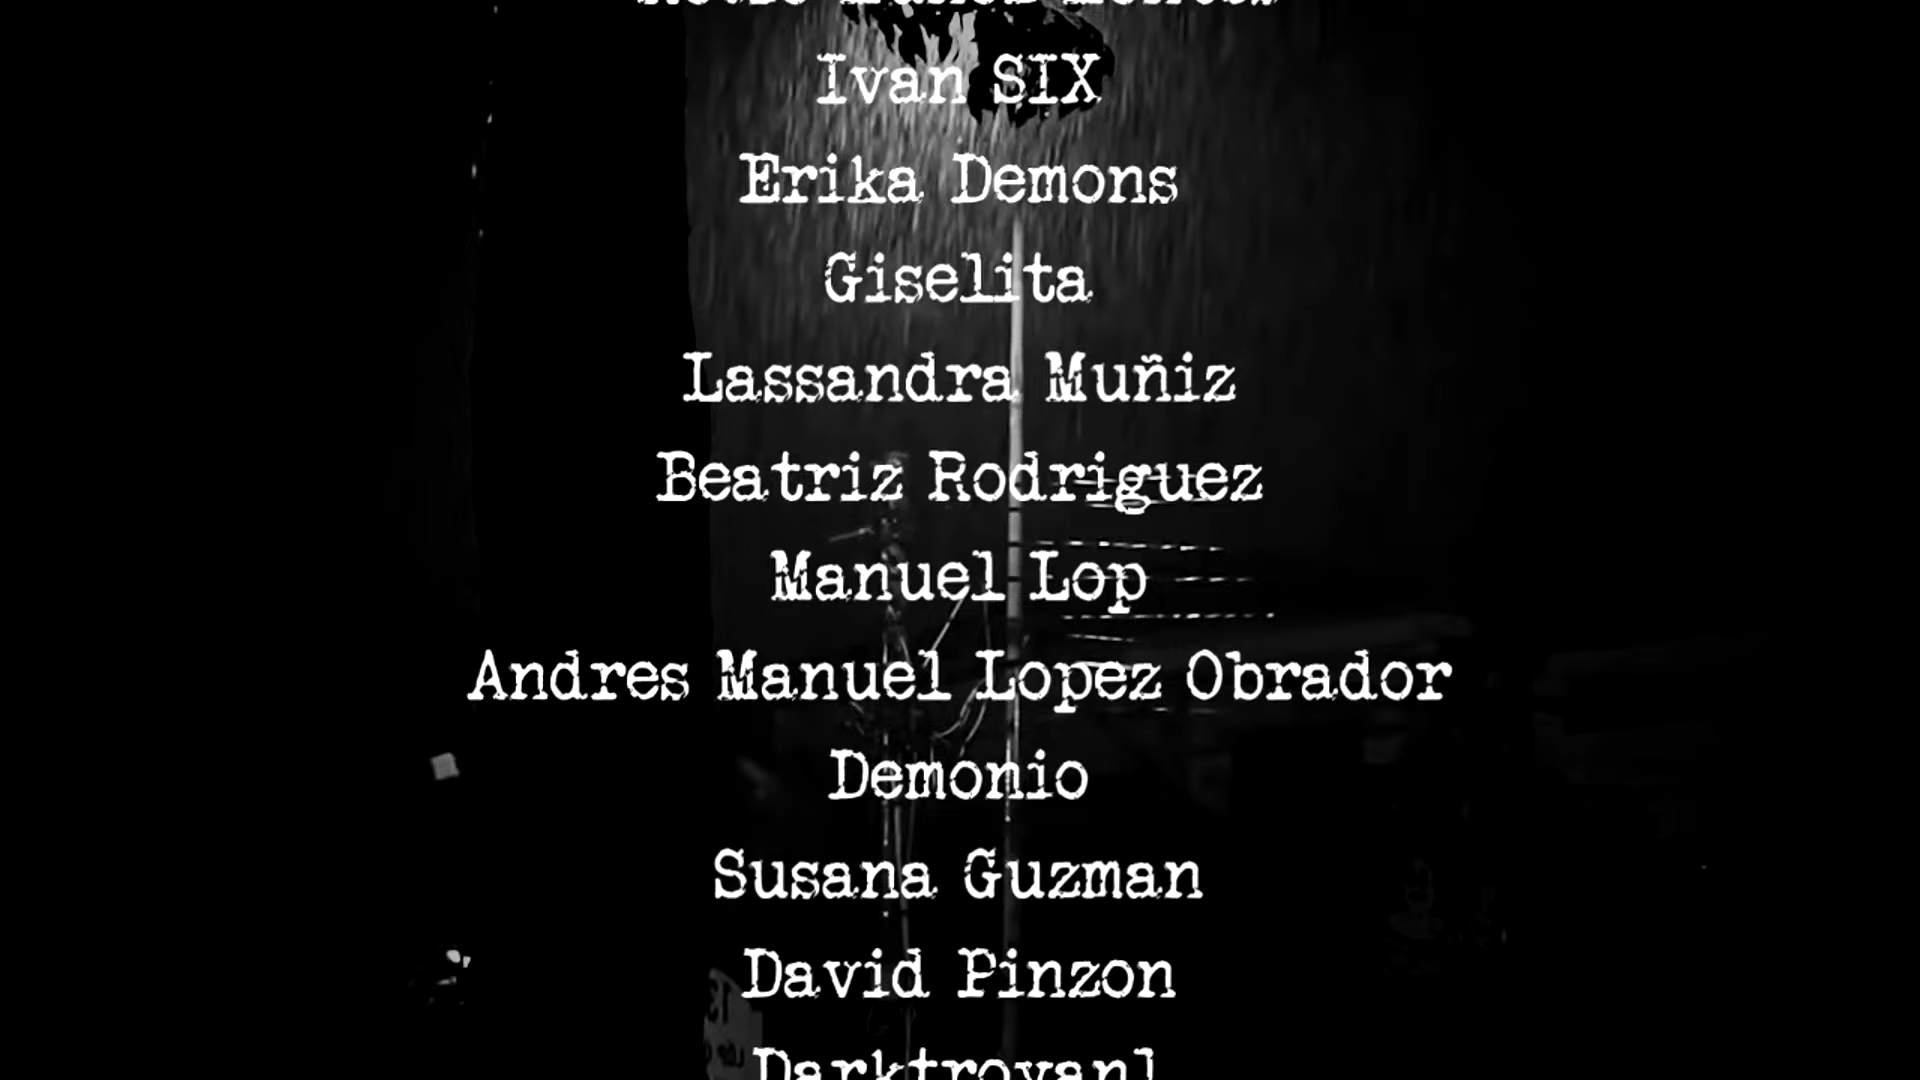 Ivan SIX
Erika Demons
Giselita
Lassandra Muñiz
Beatriz Rodriguez
Manuel Lop
Andres Manuel Lopez Obrador
Demonio
Susana Guzman
David Pinzon